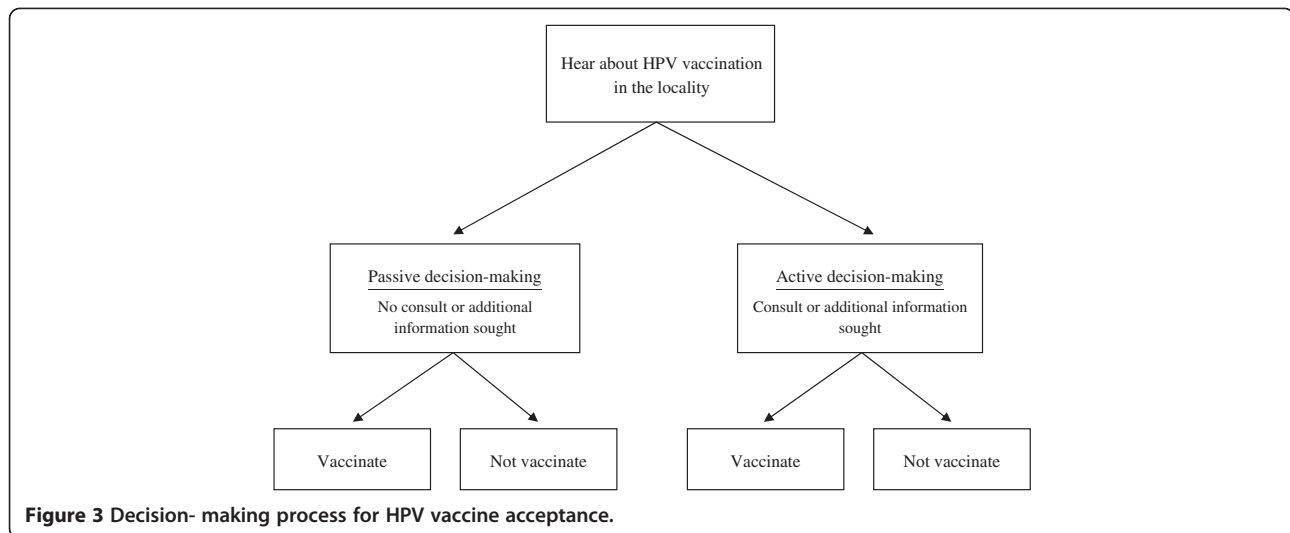 Hear about HPV vaccination
in the locality
Passive decision-making
No consult or additional
information sought
Active decision-making
Consult or additional information
sought
Vaccinate
Not vaccinate
Vaccinate
Not vaccinate
Figure 3 Decision- making process for HPV vaccine acceptance.